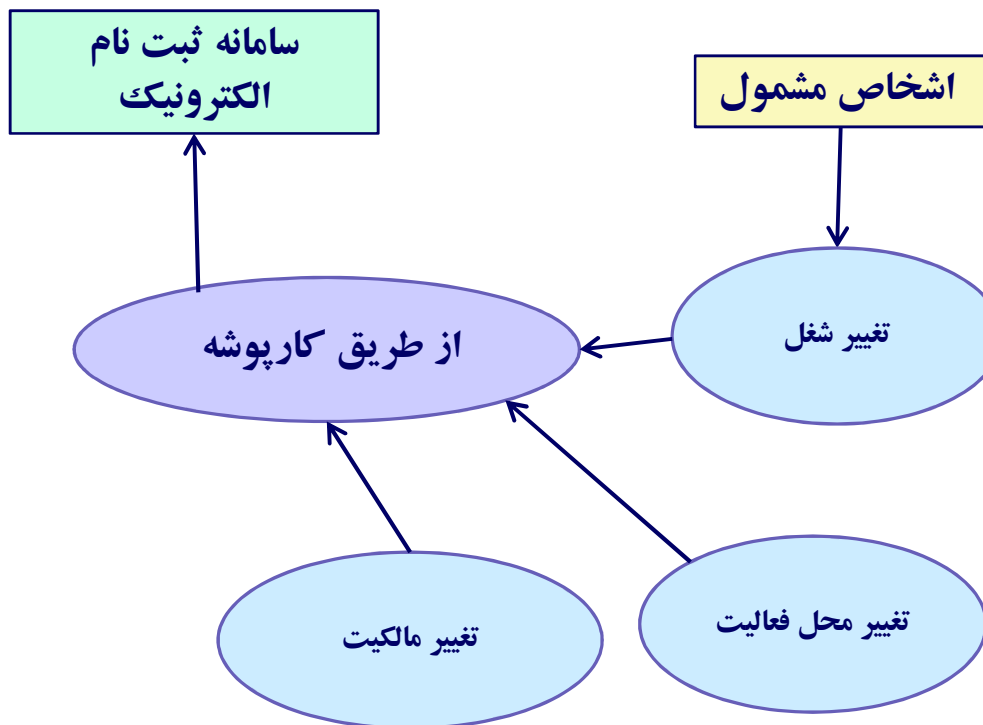 سامانه ثبت نام
الکترونیک
اشخاص مشمول
تغییر شغل
از طریق کارپوشه
تغییر محل فعالیت
تغییر مالکیت